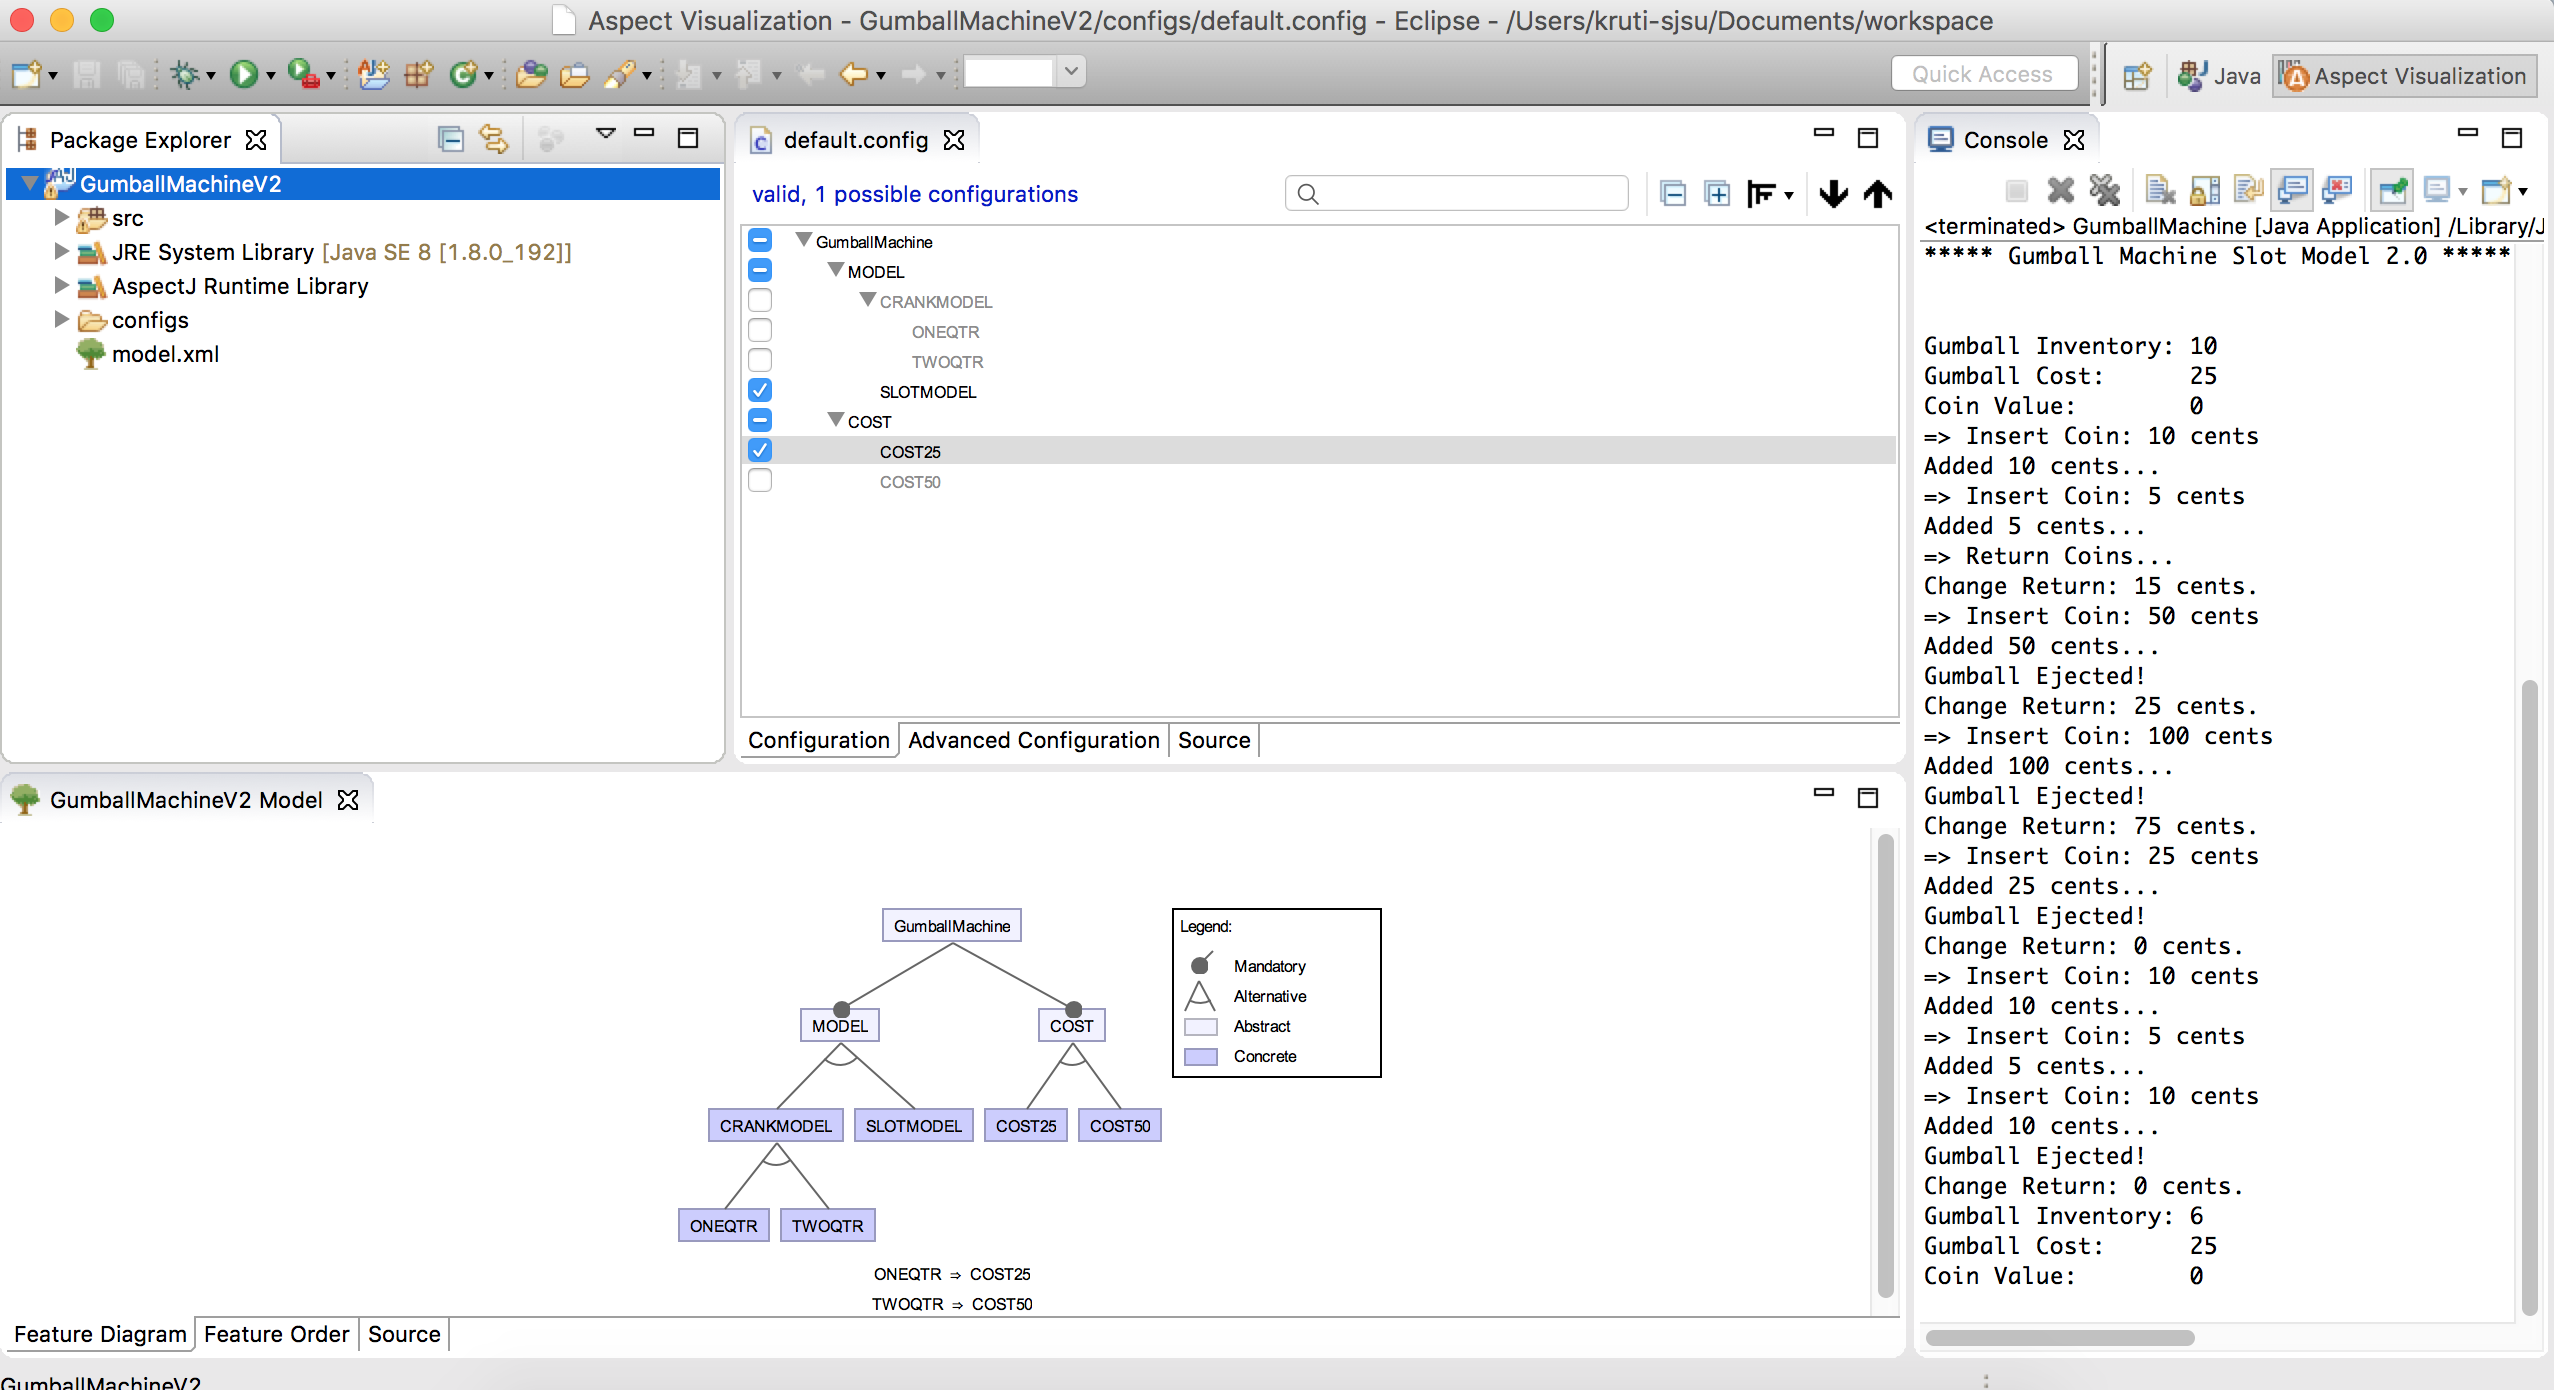 Aspect Visualization - GumballMachineV2/configs/default.config - Eclipse - /Users/kruti-sjsu/Documents/workspace
Quick Access
Java
Aspect Visualization
Package Explorer
GumballMachineV2
src
JRE System Library [Java SE 8 [1.8.0_192]]
AspectJ Runtime Library
configs
model.xml
default.config
valid, 1 possible configurations
GumballMachine
MODEL
CRANKMODEL
ONEQTR
TWOQTR
SLOTMODEL
COST
COST25
COST50
Configuration
Advanced Configuration
Source
GumballMachineV2 Model
GumballMachine
MODEL
COST
CRANKMODEL
SLOTMODEL
COST25
COST50
ONEQTR
TWOQTR
ONEQTR ⇒ COST25
TWOQTR ⇒ COST50
Legend:
Mandatory
Alternative
Abstract
Concrete
Feature Diagram
Feature Order
Source
Console
<terminated> GumballMachine [Java Application] /Library/J
***** Gumball Machine Slot Model 2.0 *****
Gumball Inventory: 10
Gumball Cost: 25
Coin Value: 0
=> Insert Coin: 10 cents
Added 10 cents...
=> Insert Coin: 5 cents
Added 5 cents...
=> Return Coins...
Change Return: 15 cents.
=> Insert Coin: 50 cents
Added 50 cents...
Gumball Ejected!
Change Return: 25 cents.
=> Insert Coin: 100 cents
Added 100 cents...
Gumball Ejected!
Change Return: 75 cents.
=> Insert Coin: 25 cents
Added 25 cents...
Gumball Ejected!
Change Return: 0 cents.
=> Insert Coin: 10 cents
Added 10 cents...
=> Insert Coin: 5 cents
Added 5 cents...
=> Insert Coin: 10 cents
Added 10 cents...
Gumball Ejected!
Change Return: 0 cents.
Gumball Inventory: 6
Gumball Cost: 25
Coin Value: 0
GumballMachineV2